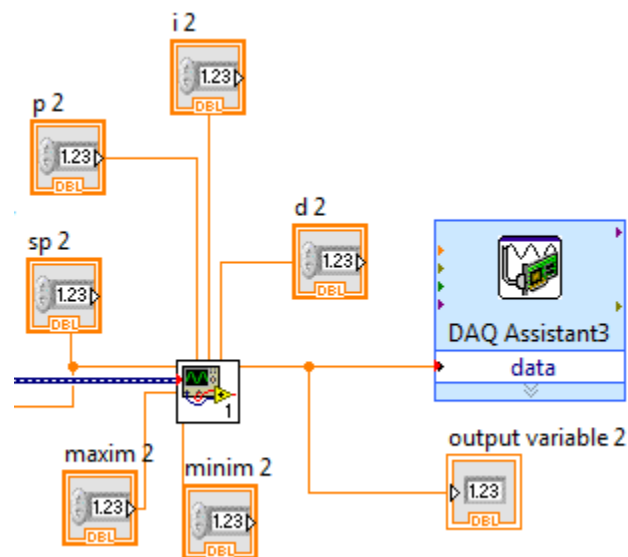 i 2
1.23
DBL
p 2
1.23
DBL
d 2
1.23
DBL
sp 2
1.23
DBL
DAQ Assistant3
data
1
maxim 2
1.23
DBL
minim 2
1.23
DBL
output variable 2
1.23
DBL